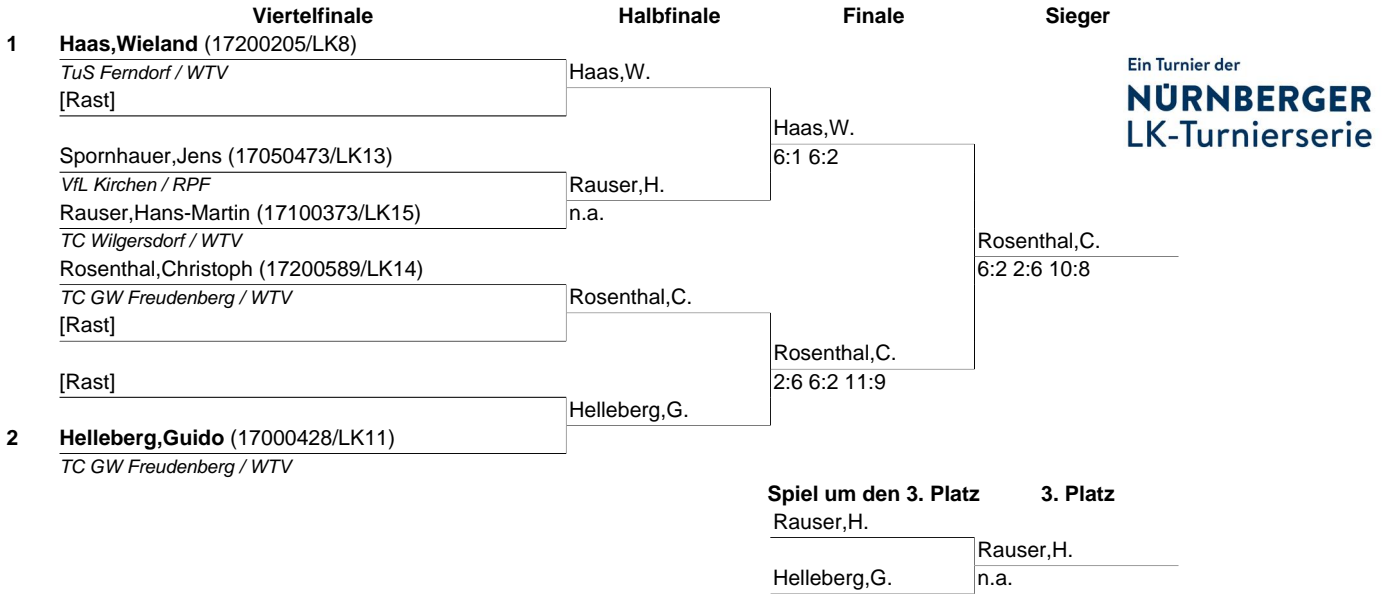 Viertelfinale Halbfinale Finale Sieger
1 Haas,Wieland (17200205/LK8)
TuS Ferndorf / WTV
Haas,W.
[Rast]
Ein Turnier der
NÜRNBERGER
LK-Turnierserie
Haas,W.
6:1 6:2
Spornhauer,Jens (17050473/LK13)
VfL Kirchen / RPF
Rauser,H.
n.a.
Rauser,Hans-Martin (17100373/LK15)
TC Wilgersdorf / WTV
Rosenthal,C.
6:2 2:6 10:8
Rosenthal,Christoph (17200589/LK14)
TC GW Freudenberg / WTV
Rosenthal,C.
[Rast]
Rosenthal,C.
2:6 6:2 11:9
[Rast]
Helleberg,G.
2 Helleberg,Guido (17000428/LK11)
TC GW Freudenberg / WTV
Spiel um den 3. Platz 3. Platz
Rauser,H.
Rauser,H.
Helleberg,G. n.a.